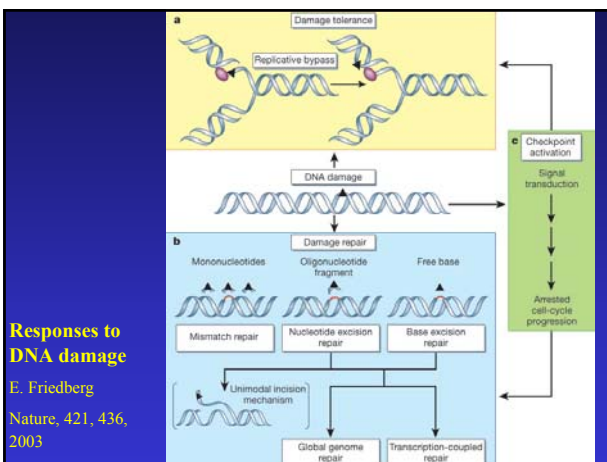 a
Damage tolerance
Replicative bypass
DNA damage
c
Checkpoint
activation
Signal
transduction
Arrested
cell-cycle
progression
b
Damage repair
Mononucleotides
Oligonucleotide
fragment
Free base
Mismatch repair
Nucleotide excision
repair
Base excision
repair
Unimodal incision
mechanism
Global genome
repair
Transcription-coupled
repair
Responses to
DNA damage
E. Friedberg
Nature, 421, 436,
2003